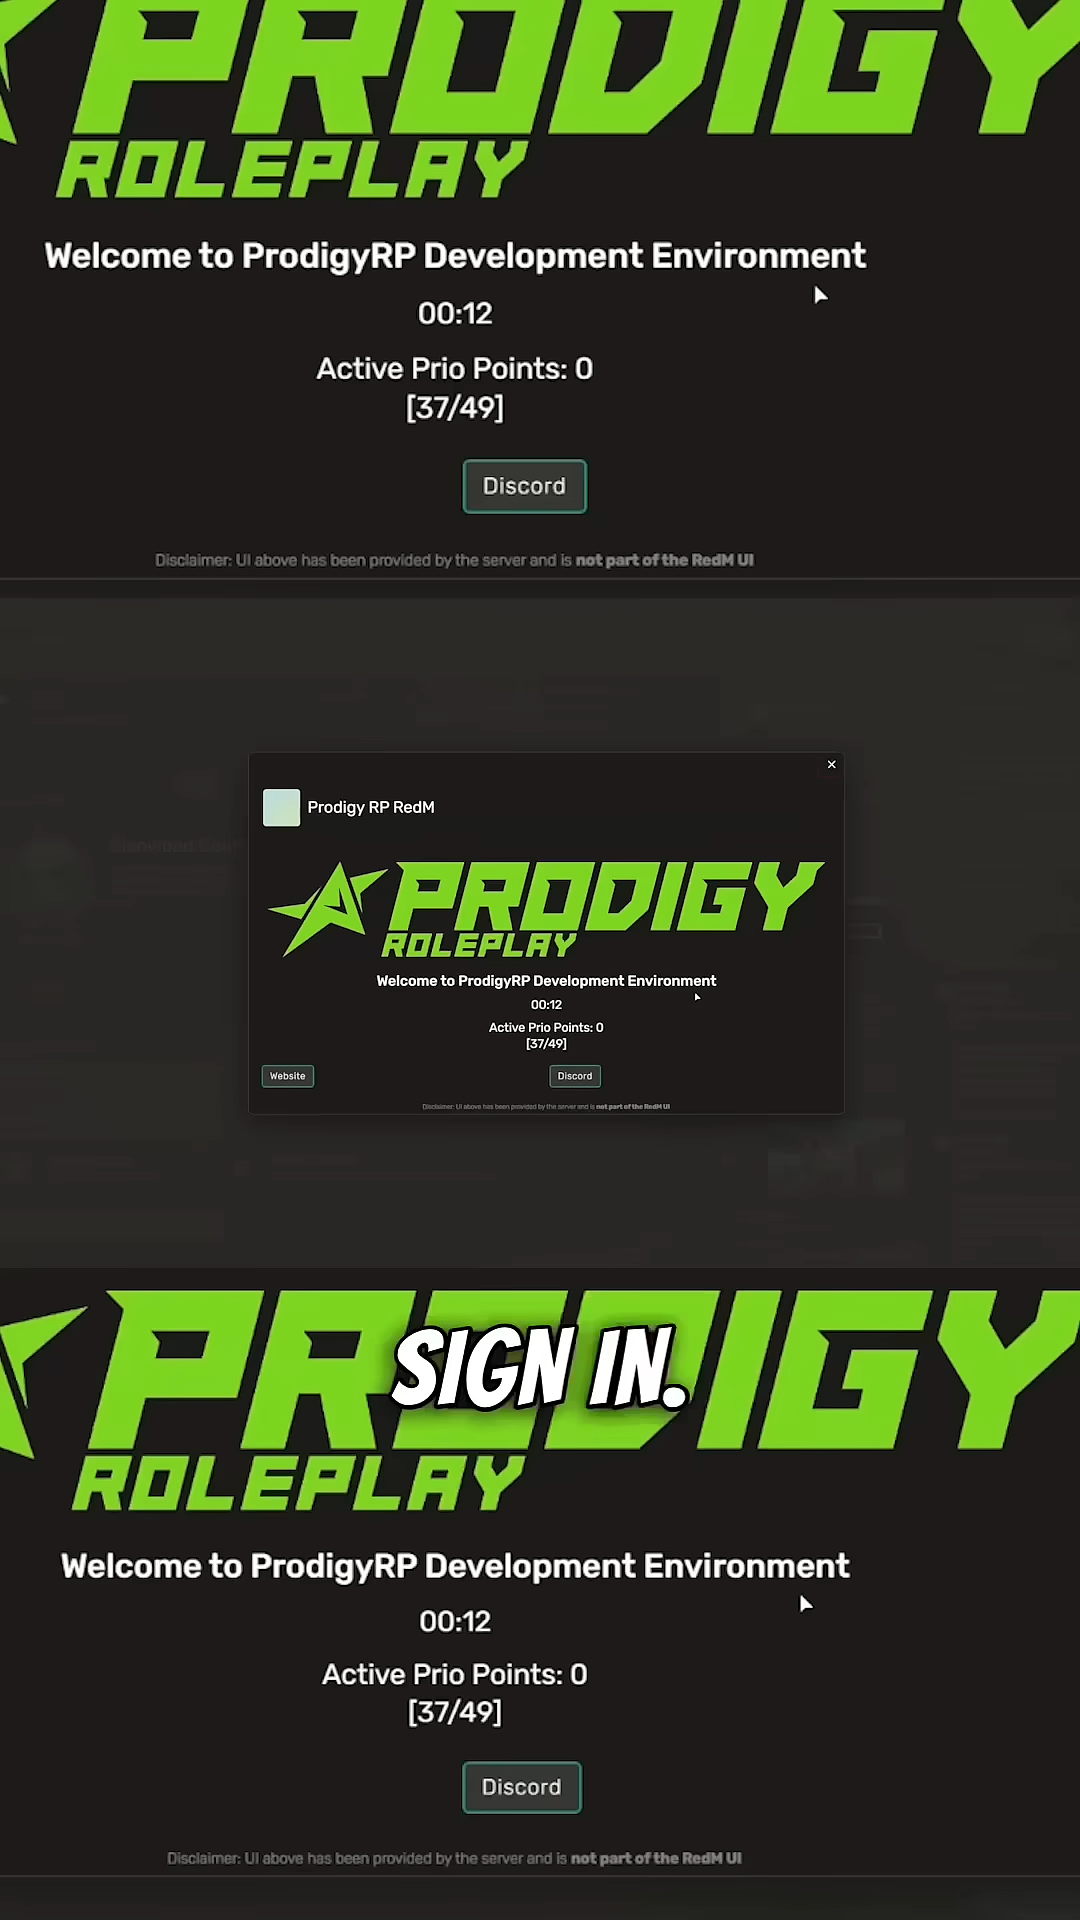 PRODIGY
ROLEPLAY
Welcome to ProdigyRP Development Environment
00:12
Active Prio Points: 0
[37/49]
Discord
Disclaimer: UI above has been provided by the server and is not part of the RedM UI
Prodigy RP RedM
PRODIGY
ROLEPLAY
Welcome to ProdigyRP Development Environment
00:12
Active Prio Points: 0
[37/49]
Website
Discord
Disclaimer: UI above has been provided by the server and is not part of the RedM UI
PRODIGY
SIGN IN.
ROLEPLAY
Welcome to ProdigyRP Development Environment
00:12
Active Prio Points: 0
[37/49]
Discord
Disclaimer: UI above has been provided by the server and is not part of the RedM UI